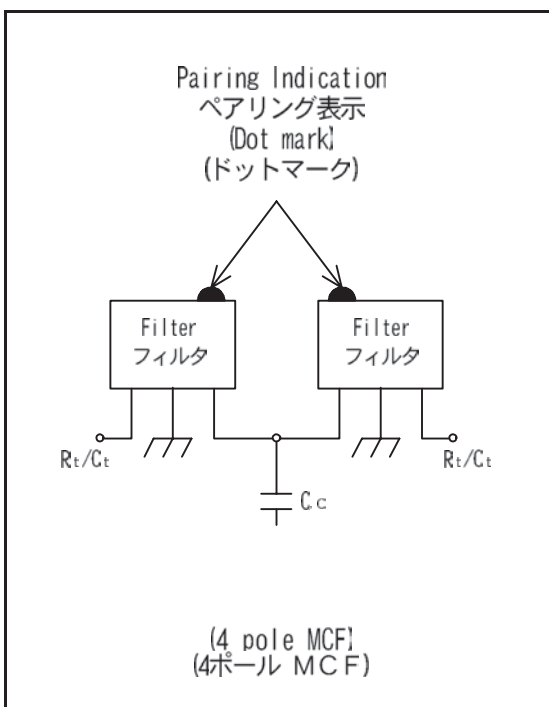 Pairing Indication
ペアリング表示
(Dot mark)
(ドットマーク)
Filter
フィルタ
Filter
フィルタ
Rt/Ct
Rt/Ct
Cc
(4 pole MCF)
(4ポール MCF)